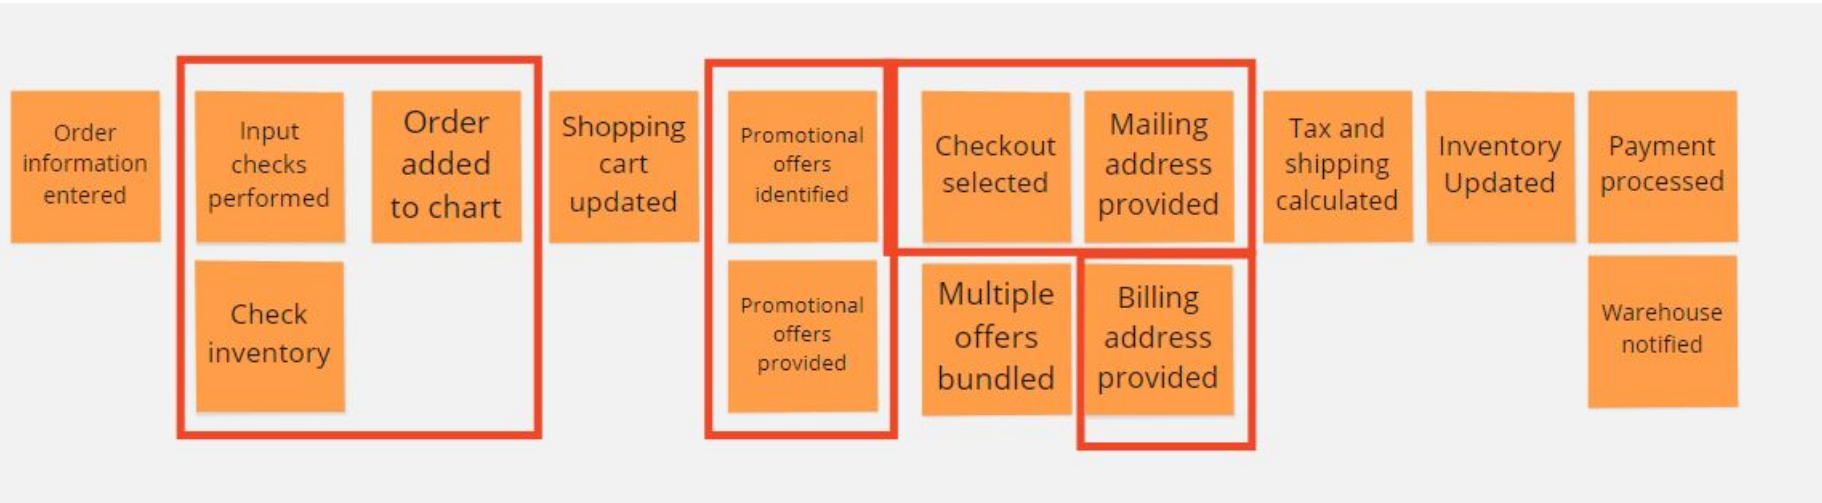 Order
information
entered
Input
checks
performed
Order
added
to chart
Shopping
cart
updated
Promotional
offers
identified
Checkout
selected
Mailing
address
provided
Tax and
shipping
calculated
Inventory
Updated
Payment
processed
Check
inventory
Promotional
offers
provided
Multiple
offers
bundled
Billing
address
provided
Warehouse
notified